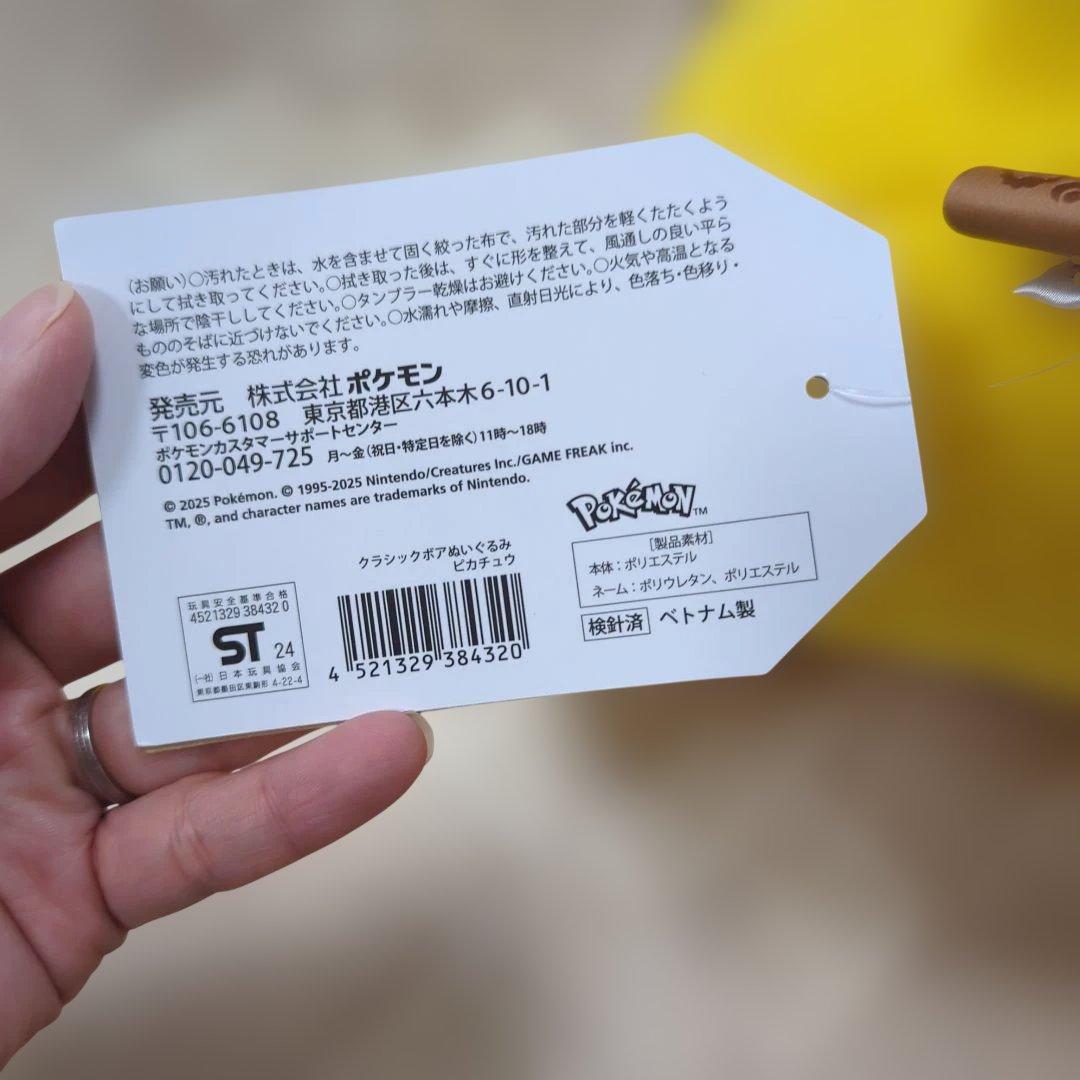 (お願い)○汚れたときは、水を含ませて固く絞った布で、汚れた部分を軽くたたくよう
にして拭き取ってください。○拭き取った後は、すぐに形を整えて、風通しの良い平ら
な場所で陰干ししてください。○タンブラー乾燥はお避けください。○火気や高温となる
もののそばに近づけないでください。○水濡れや摩擦、直射日光により、色落ち・色移り・
変色が発生する恐れがあります。
発売元 株式会社ポケモン
〒106-6108 東京都港区六本木6-10-1
ポケモンカスタマーサポートセンター
0120-049-725 月～金(祝日・特定日を除く)11時～18時
© 2025 Pokémon. © 1995-2025 Nintendo/Creatures Inc./GAME FREAK inc.
TM, ®, and character names are trademarks of Nintendo.
玩具安全基準合格
4521329 38432 0
ST 24
(一社)日本玩具協会
東京都墨田区東駒形 4-22-4
クラシックボアぬいぐるみ
ピカチュウ
4 521329 384320
POKéMON TM
[製品素材]
本体：ポリエステル
ネーム：ポリウレタン、ポリエステル
検針済 ベトナム製